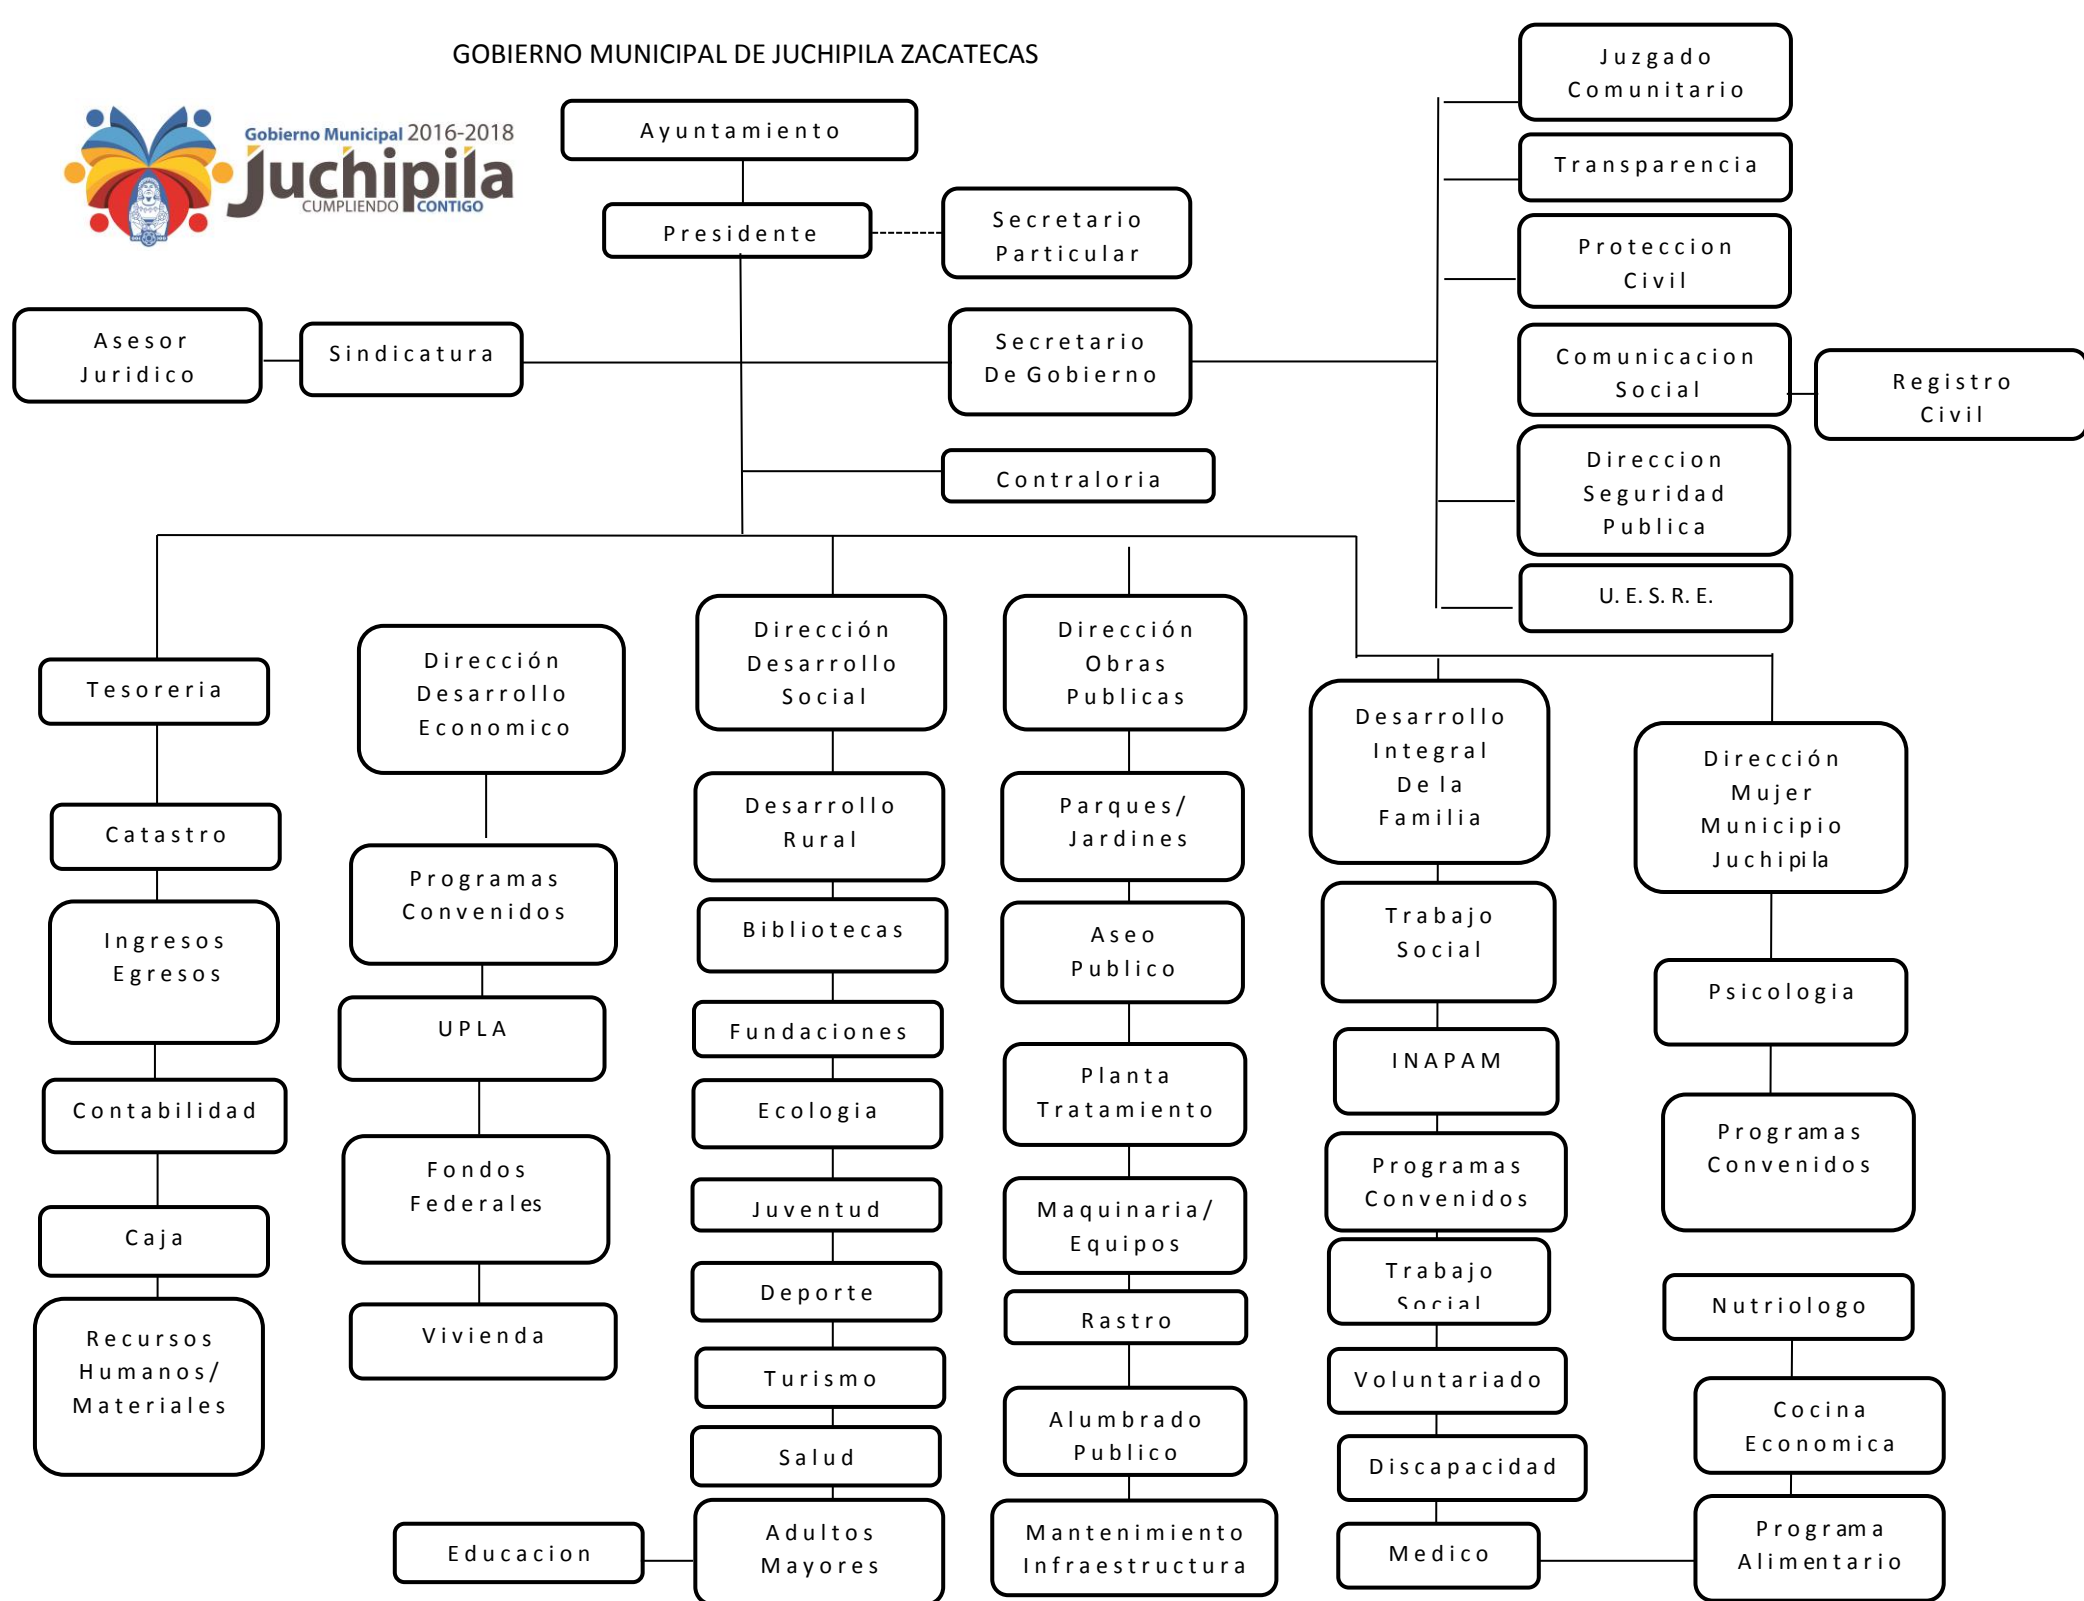 GOBIERNO MUNICIPAL DE JUCHIPILA ZACATECAS
Gobierno Municipal 2016-2018
Juchipila
CUMPLIENDO CONTIGO
Ayuntamiento
Presidente
Secretario
Particular
Asesor
Juridico
Sindicatura
Secretario
De Gobierno
Contraloria
Juzgado
Comunitario
Transparencia
Proteccion
Civil
Comunicacion
Social
Registro
Civil
Direccion
Seguridad
Publica
U. E. S. R. E.
Tesoreria
Catastro
Ingresos
Egresos
Contabilidad
Caja
Recursos
Humanos/
Materiales
Dirección
Desarrollo
Economico
Programas
Convenidos
UPLA
Fondos
Federales
Vivienda
Dirección
Desarrollo
Social
Desarrollo
Rural
Bibliotecas
Fundaciones
Ecologia
Juventud
Deporte
Turismo
Salud
Adultos
Mayores
Educacion
Dirección
Obras
Publicas
Parques/
Jardines
Aseo
Publico
Planta
Tratamiento
Maquinaria/
Equipos
Rastro
Alumbrado
Publico
Mantenimiento
Infraestructura
Desarrollo
Integral
De la
Familia
Trabajo
Social
INAPAM
Programas
Convenidos
Trabajo
Social
Voluntariado
Discapacidad
Medico
Dirección
Mujer
Municipio
Juchipila
Psicologia
Programas
Convenidos
Nutriologo
Cocina
Economica
Programa
Alimentario